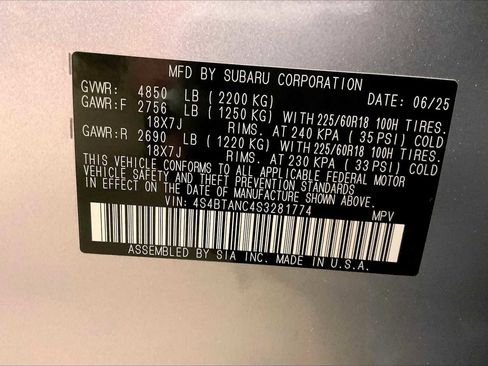 MFD BY SUBARU CORPORATION
GVWR: 4850 LB (2200 KG) DATE: 06/25
GAWR:F 2756 LB (1250 KG) WITH 225/60R18 100H TIRES.
18X7J RIMS. AT 240 KPA (35 PSI) COLD
GAWR:R 2690 LB (1220 KG) WITH 225/60R18 100H TIRES.
18X7J RIMS. AT 230 KPA (33 PSI) COLD
THIS VEHICLE CONFORMS TO ALL APPLICABLE FEDERAL MOTOR
VEHICLE SAFETY AND THEFT PREVENTION STANDARDS IN EFFECT
ON THE DATE OF MANUFACTURE SHOWN ABOVE.
VIN: 4S4BTANC4S3281774 MPV
ASSEMBLED BY SIA INC. MADE IN U.S.A.